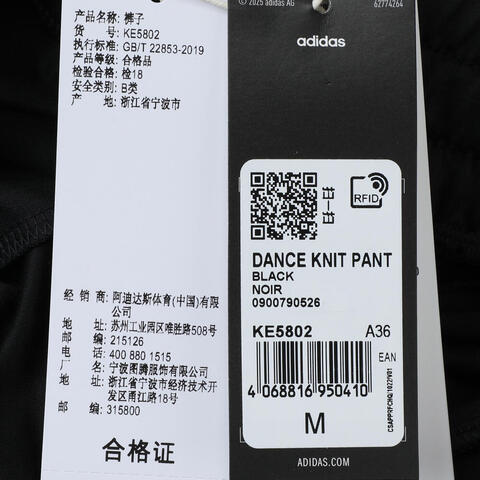 产品名称: 裤子
货 号: KE5802
执行标准: GB/T 22853-2019
产品等级: 合格品
检验合格: 检18
安全类别: B类
产 地: 浙江省宁波市
经 销 商: 阿迪达斯体育(中国)有限
公司
地 址: 苏州工业园区唯胜路508号
邮 编: 215126
电 话: 400 880 1515
厂 名: 宁波图腾服饰有限公司
厂 址: 浙江省宁波市经济技术开
发区甬江路18号
邮 编: 315800
合格证
© 2025 adidas AG
62774264
adidas
RFID
DANCE KNIT PANT
BLACK
NOIR
0900790526
KE5802 A36
EAN
4 068816 950410
M
ADIDAS.COM